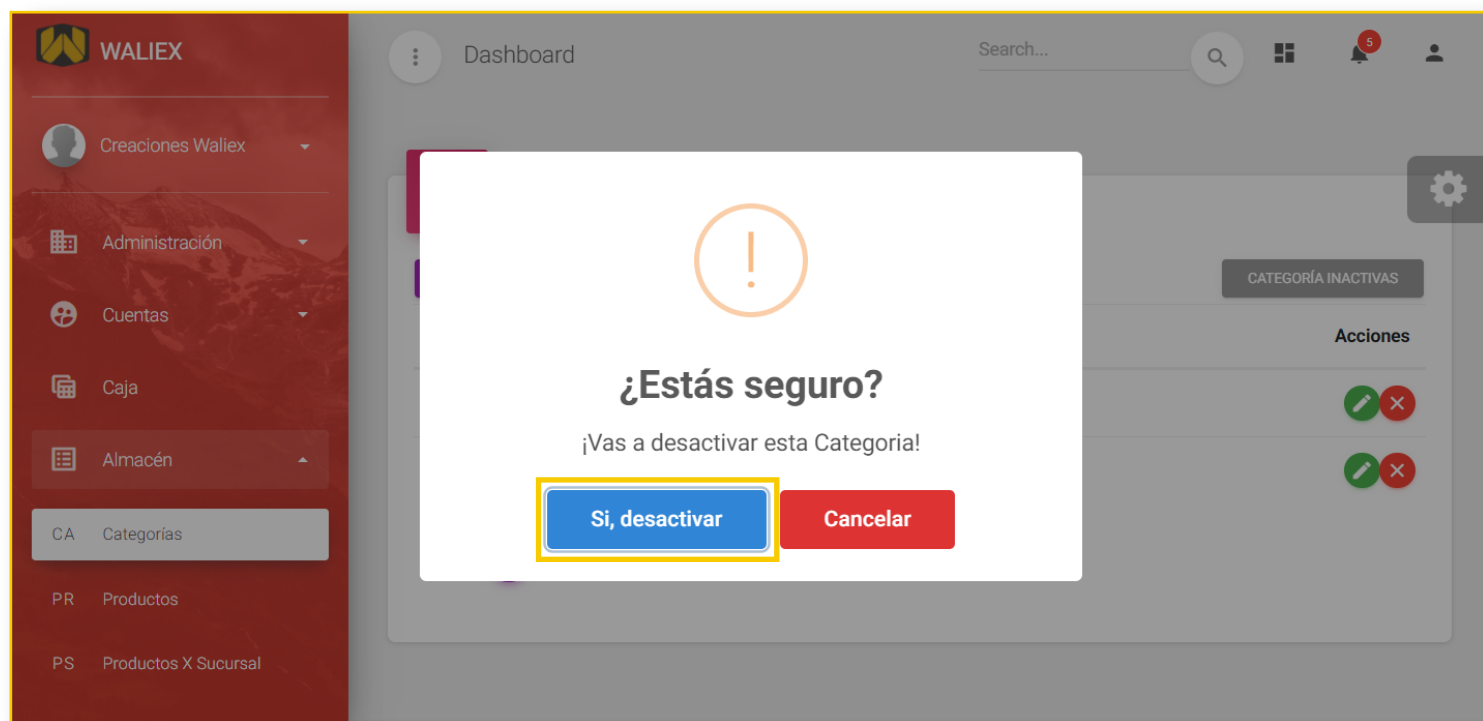 WALIEX
Dashboard
Search...
5
Creaciones Waliex
Administración
Cuentas
Caja
Almacén
CA Categorías
PR Productos
PS Productos X Sucursal
CATEGORÍA INACTIVAS
Acciones
¿Estás seguro?
¡Vas a desactivar esta Categoria!
Si, desactivar
Cancelar